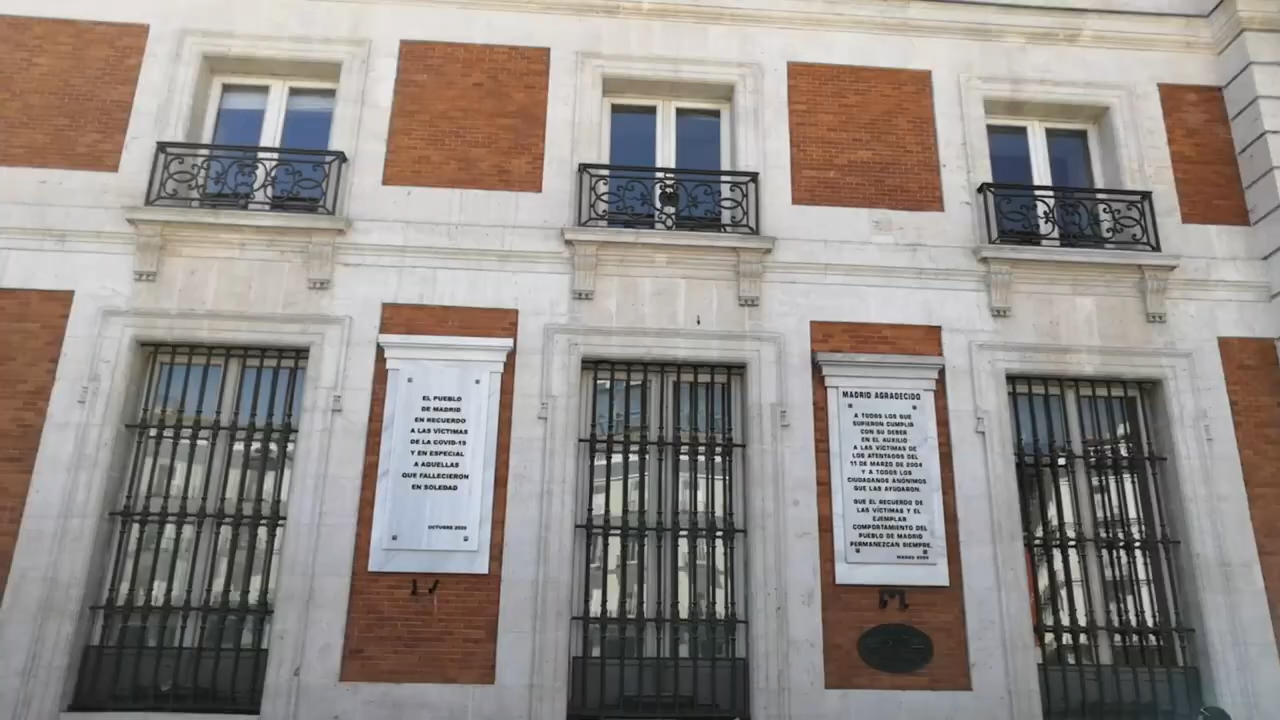 EL PUEBLO
DE MADRID
EN RECUERDO
A LAS VÍCTIMAS
DE LA COVID-19
Y EN ESPECIAL
A AQUELLAS
QUE FALLECIERON
EN SOLEDAD
OCTUBRE 2020
MADRID AGRADECIDO
A TODOS LOS QUE
SUPIERON CUMPLIR
CON SU DEBER
EN EL AUXILIO
A LAS VÍCTIMAS DE
LOS ATENTADOS DEL
11 DE MARZO DE 2004
Y A TODOS LOS
CIUDADANOS ANÓNIMOS
QUE LAS AYUDARON.
QUE EL RECUERDO DE
LAS VÍCTIMAS Y EL
EJEMPLAR
COMPORTAMIENTO DEL
PUEBLO DE MADRID
PERMANEZCAN SIEMPRE.
MARZO